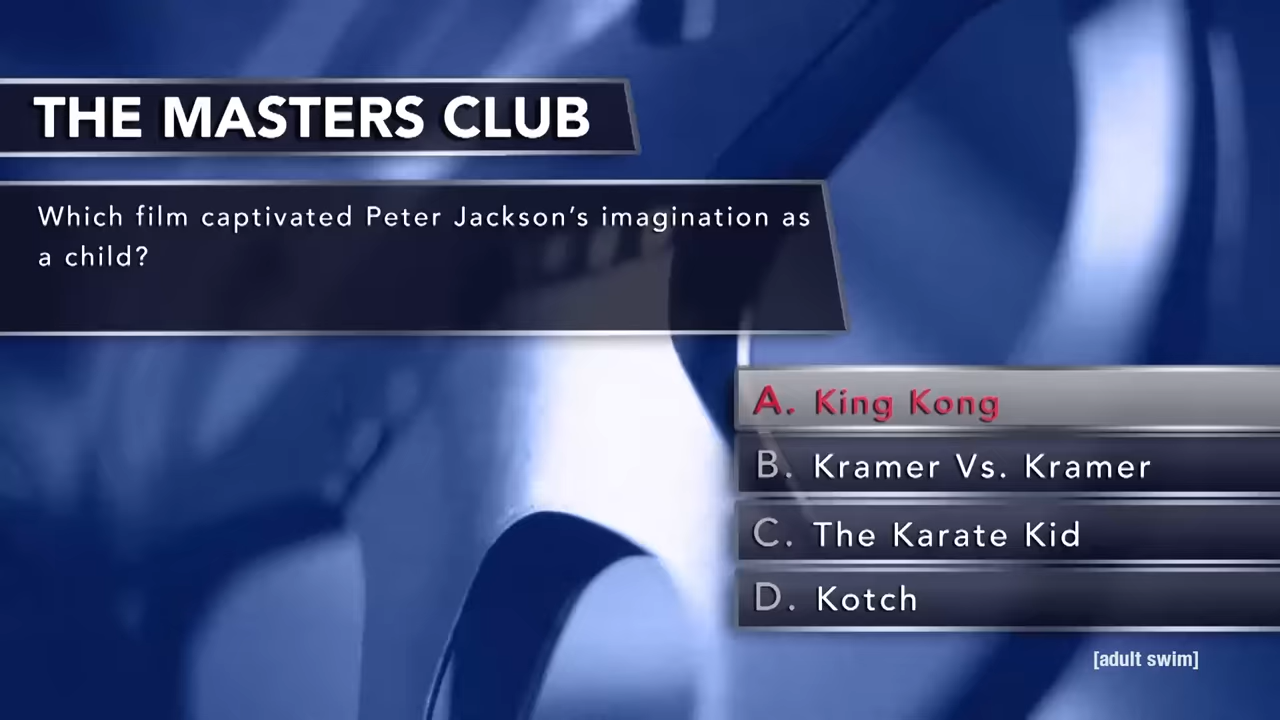 THE MASTERS CLUB
Which film captivated Peter Jackson's imagination as
a child?
A. King Kong
B. Kramer Vs. Kramer
C. The Karate Kid
D. Kotch
[adult swim]